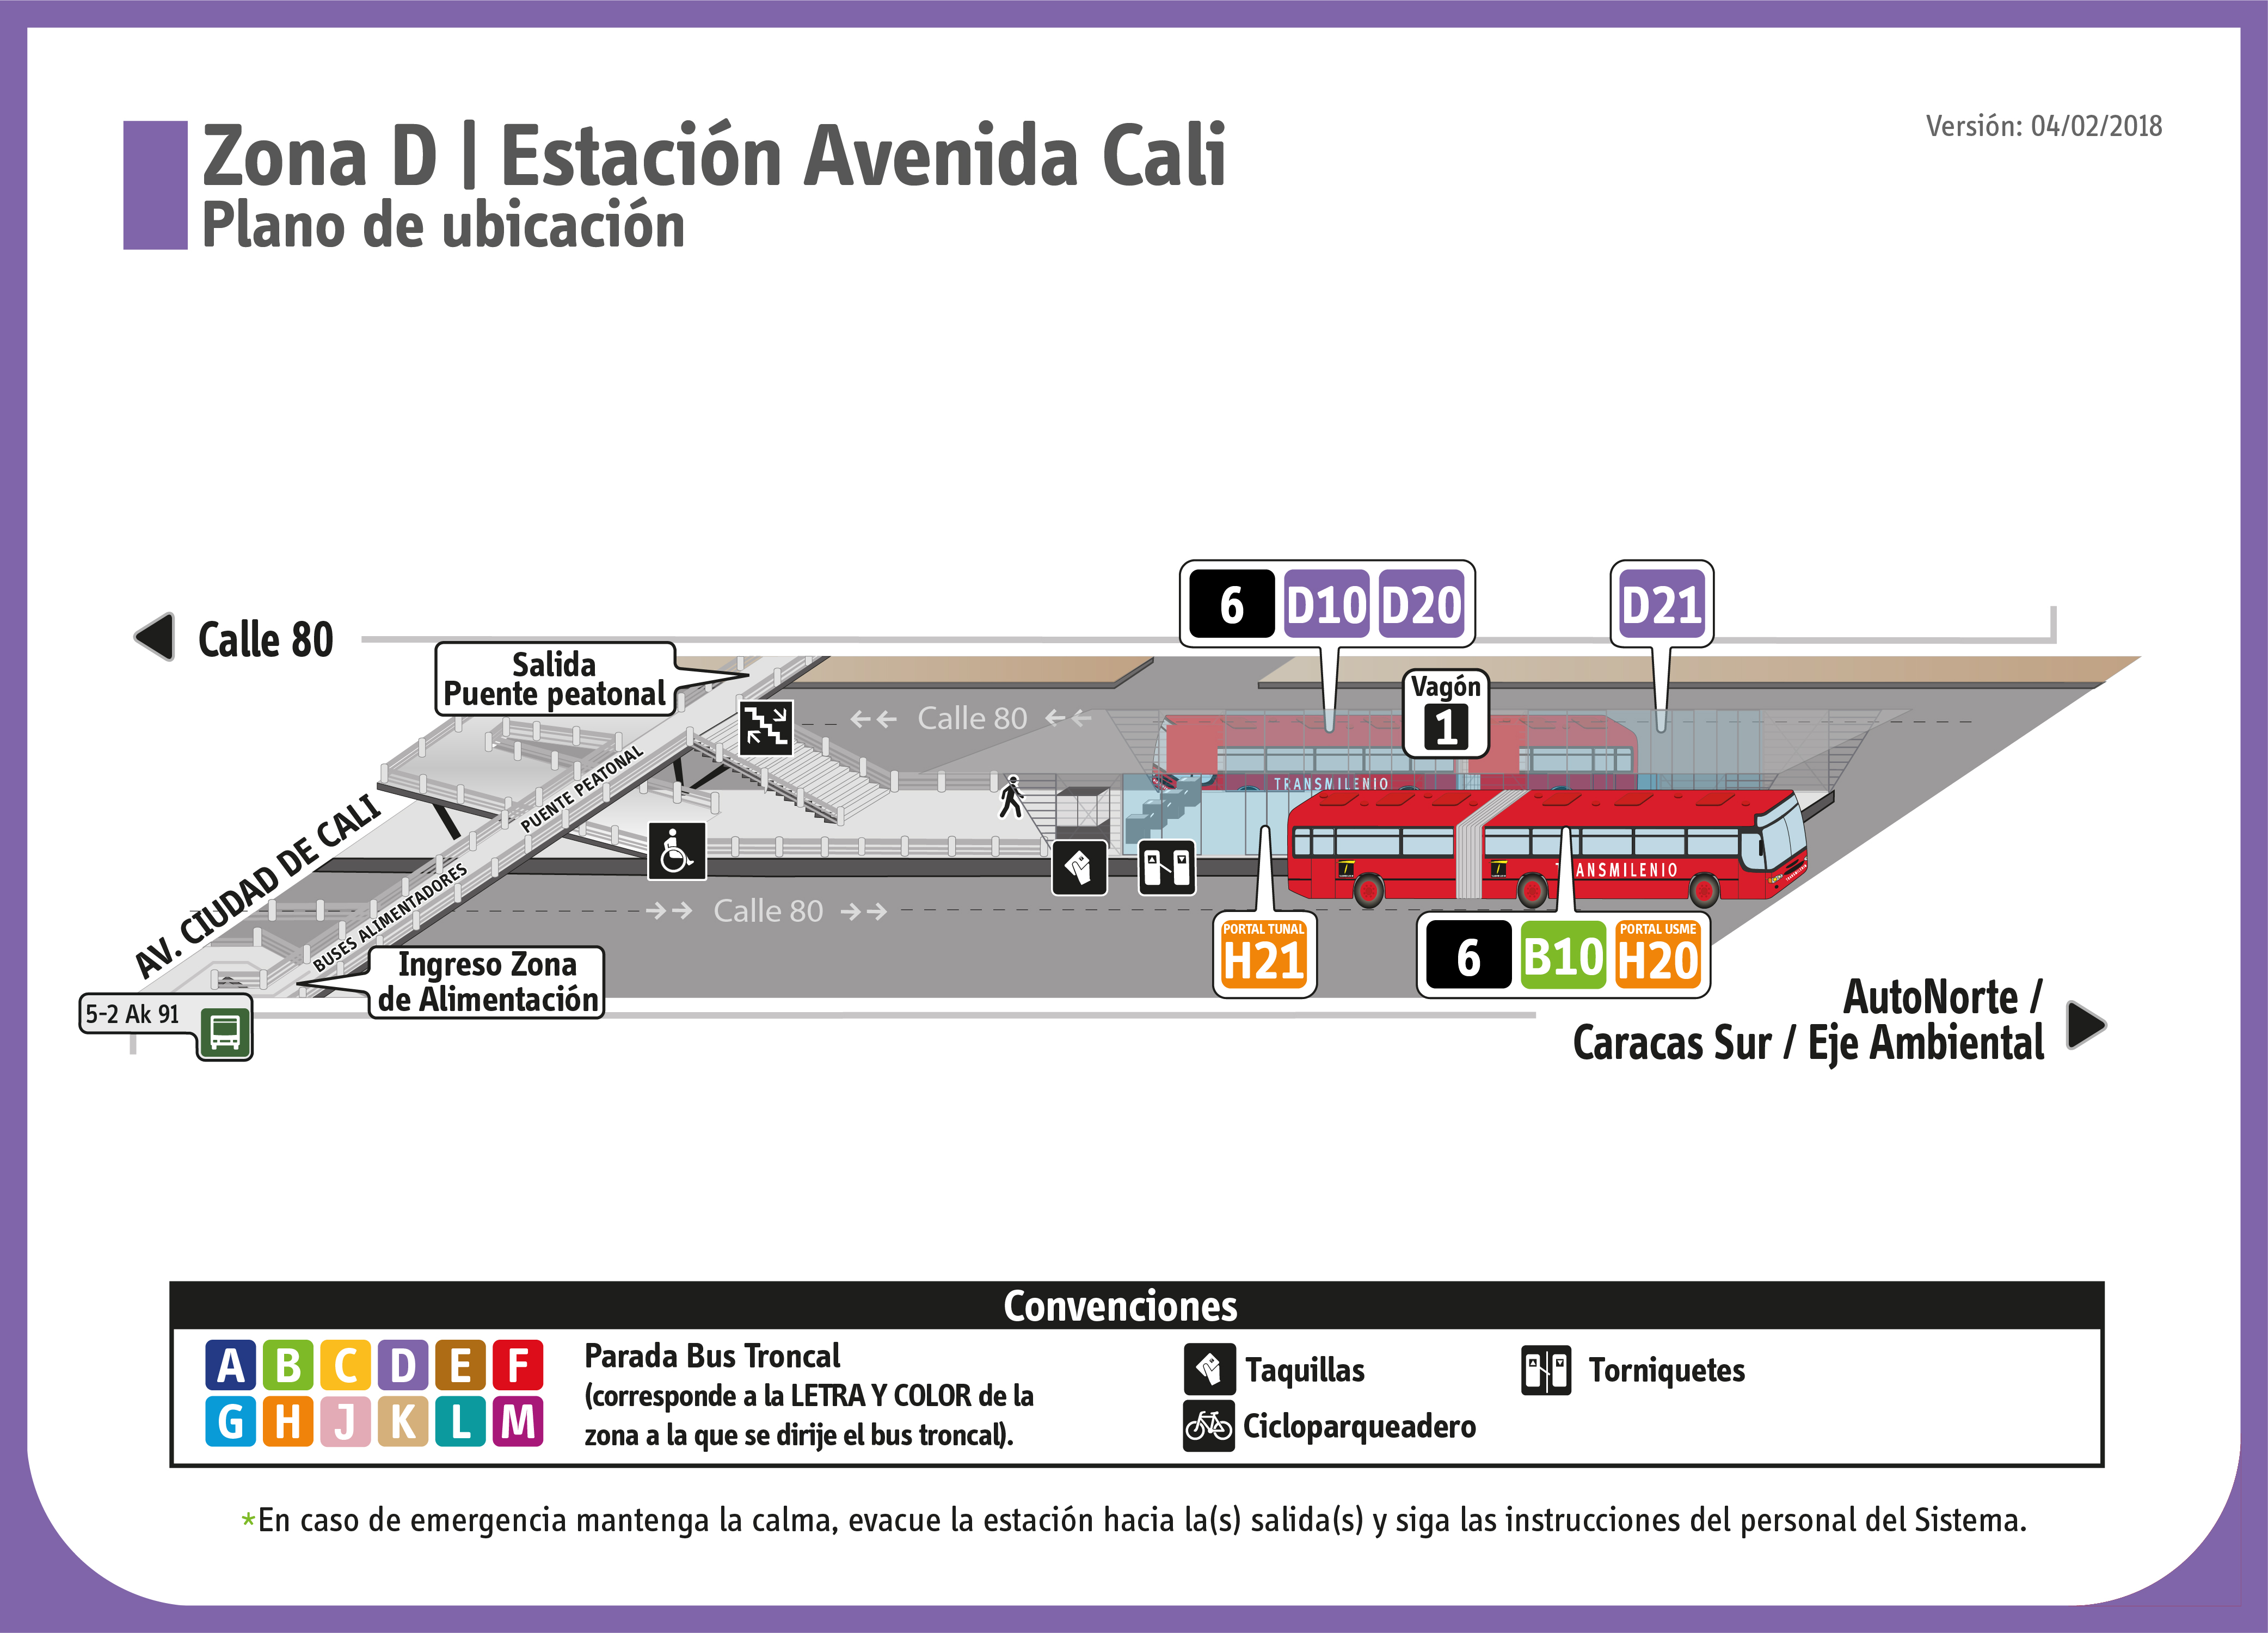 Zona D | Estación Avenida Cali
Plano de ubicación
Versión: 04/02/2018
6 D10 D20
D21
Calle 80
Salida
Puente peatonal
Vagón
1
←← Calle 80 ←←
TRANSMILENIO
PUENTE PEATONAL
AV. CIUDAD DE CALI
BUSES ALIMENTADORES
→→ Calle 80 →→
ANSMILENIO
PORTAL TUNAL
H21
6 B10
PORTAL USME
H20
Ingreso Zona
de Alimentación
5-2 Ak 91
AutoNorte /
Caracas Sur / Eje Ambiental
Convenciones
A B C D E F
G H J K L M
Parada Bus Troncal
(corresponde a la LETRA Y COLOR de la
zona a la que se dirije el bus troncal).
Taquillas
Torniquetes
Cicloparqueadero
*En caso de emergencia mantenga la calma, evacue la estación hacia la(s) salida(s) y siga las instrucciones del personal del Sistema.